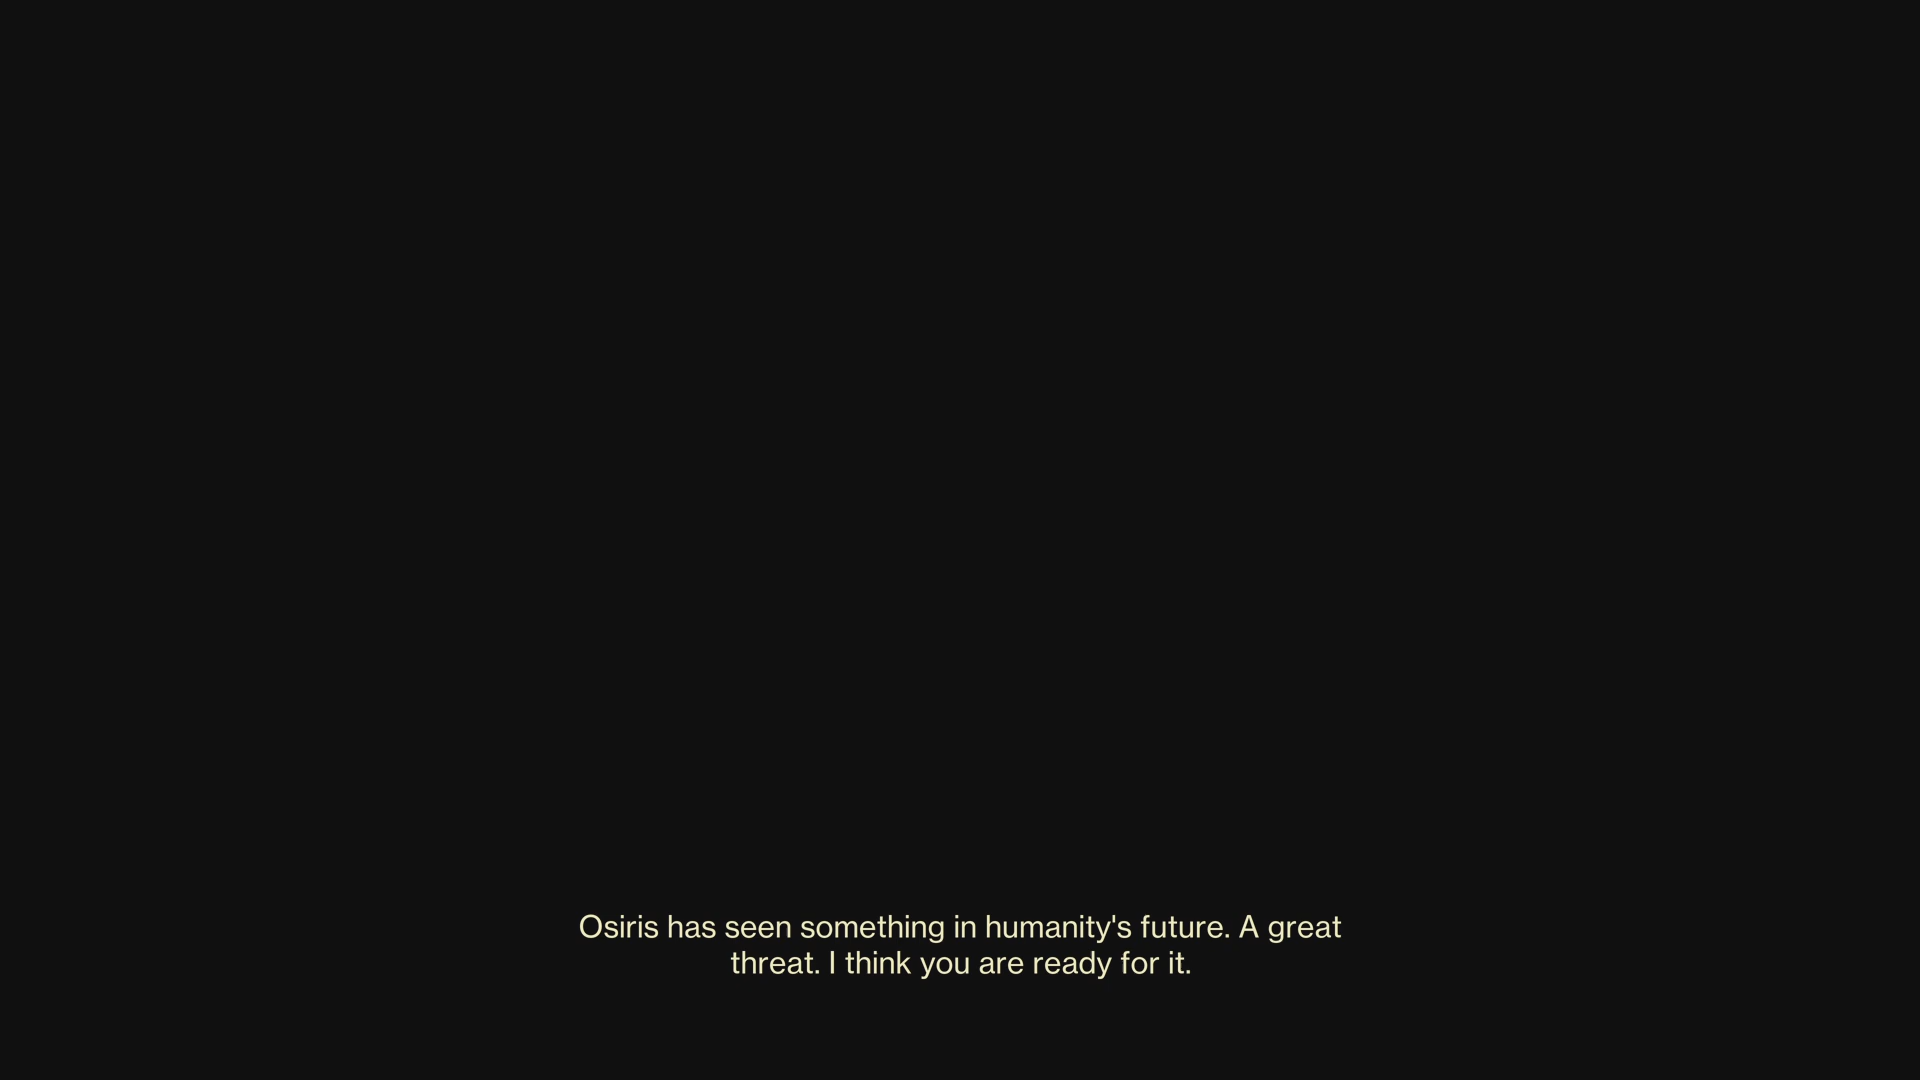 Osiris has seen something in humanity's future. A great
threat. I think you are ready for it.